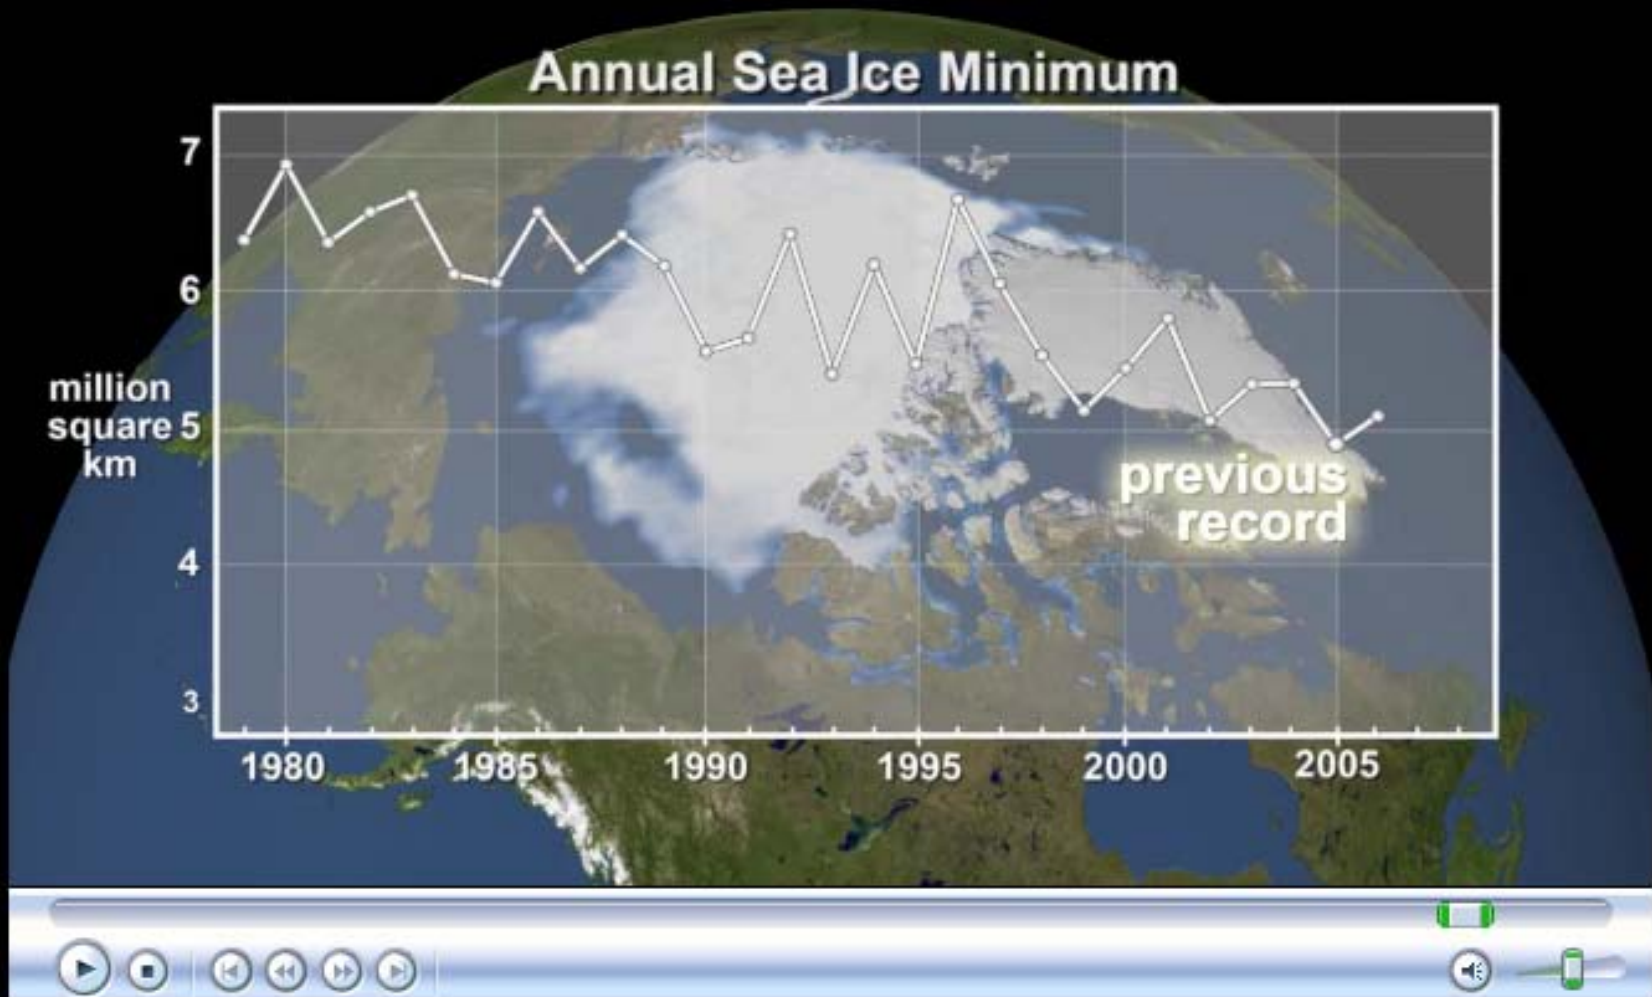 Annual Sea Ice Minimum
7
6
million
square 5
km
4
3
previous
record
1980 1985 1990 1995 2000 2005